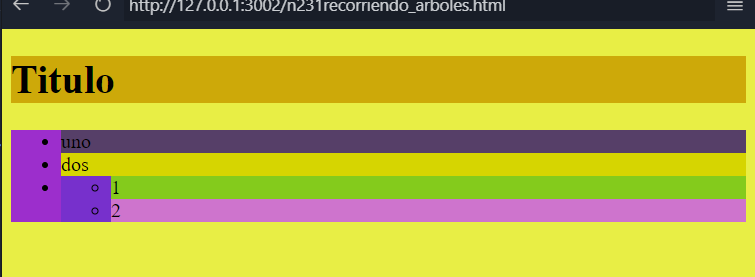 http://127.0.0.1:3002/n231recorriendo_arboles.html
Titulo
uno
dos
1
2